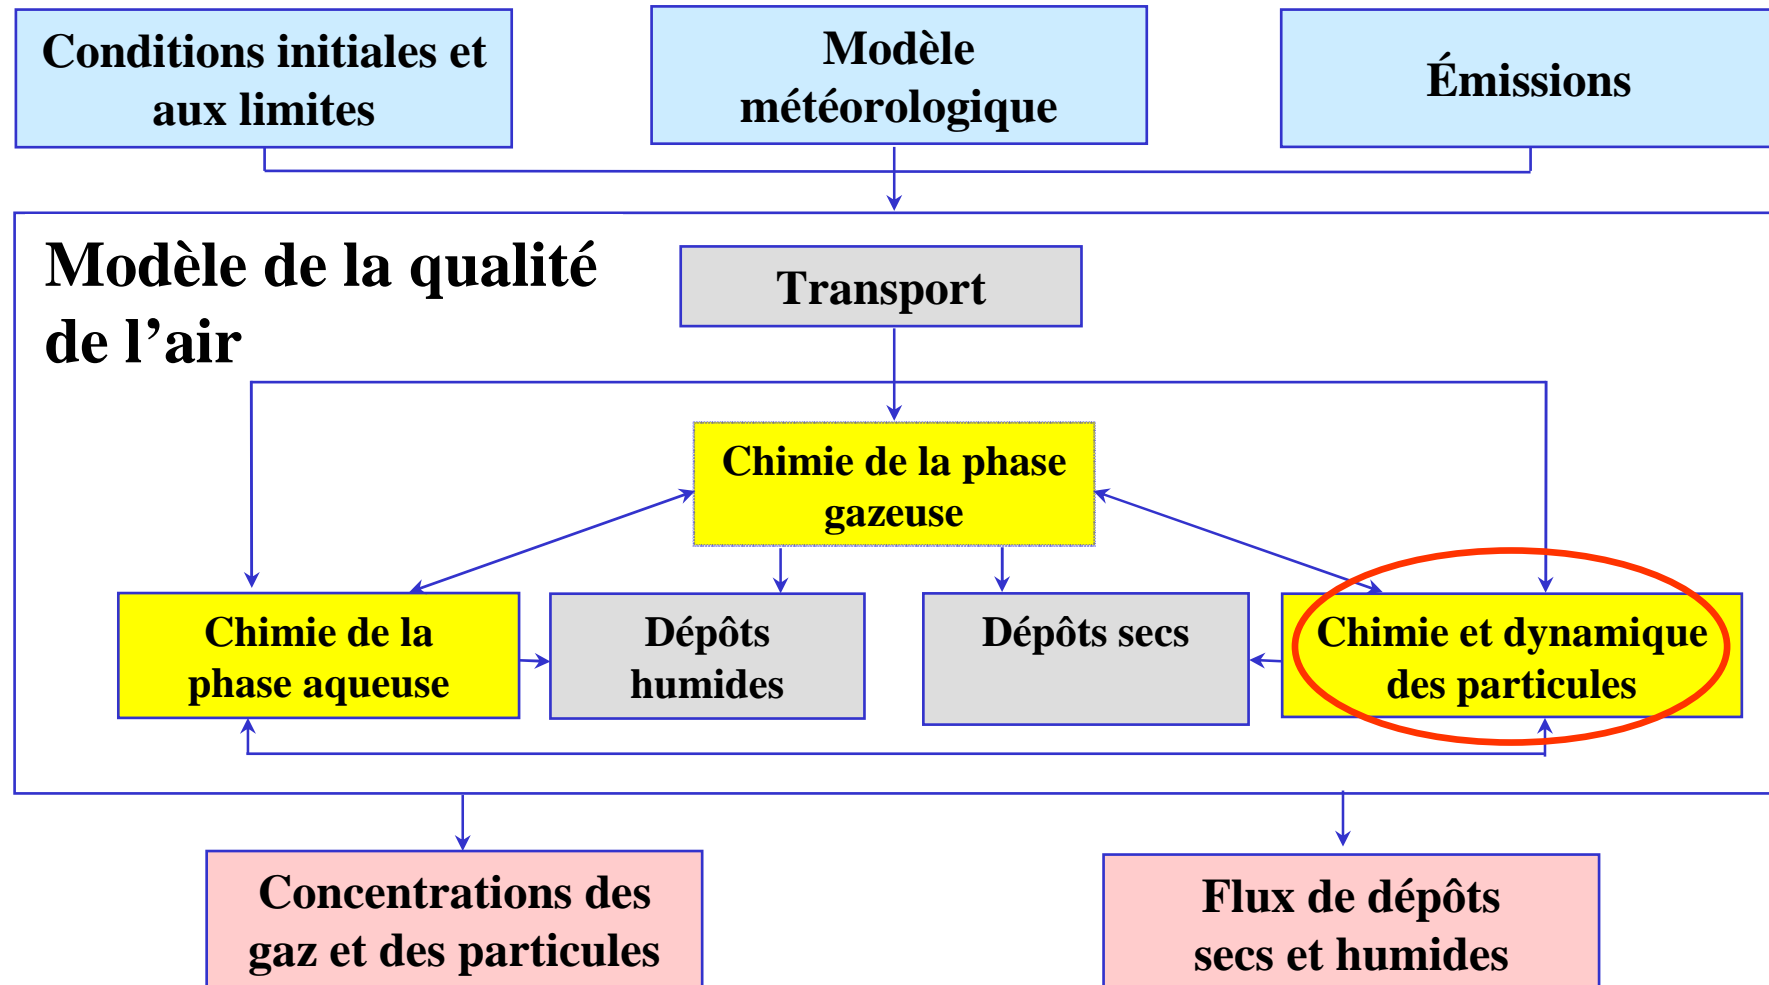 Conditions initiales et
aux limites
Modèle
météorologique
Émissions
Modèle de la qualité
de l’air
Transport
Chimie de la phase
gazeuse
Chimie de la
phase aqueuse
Dépôts
humides
Dépôts secs
Chimie et dynamique
des particules
Concentrations des
gaz et des particules
Flux de dépôts
secs et humides